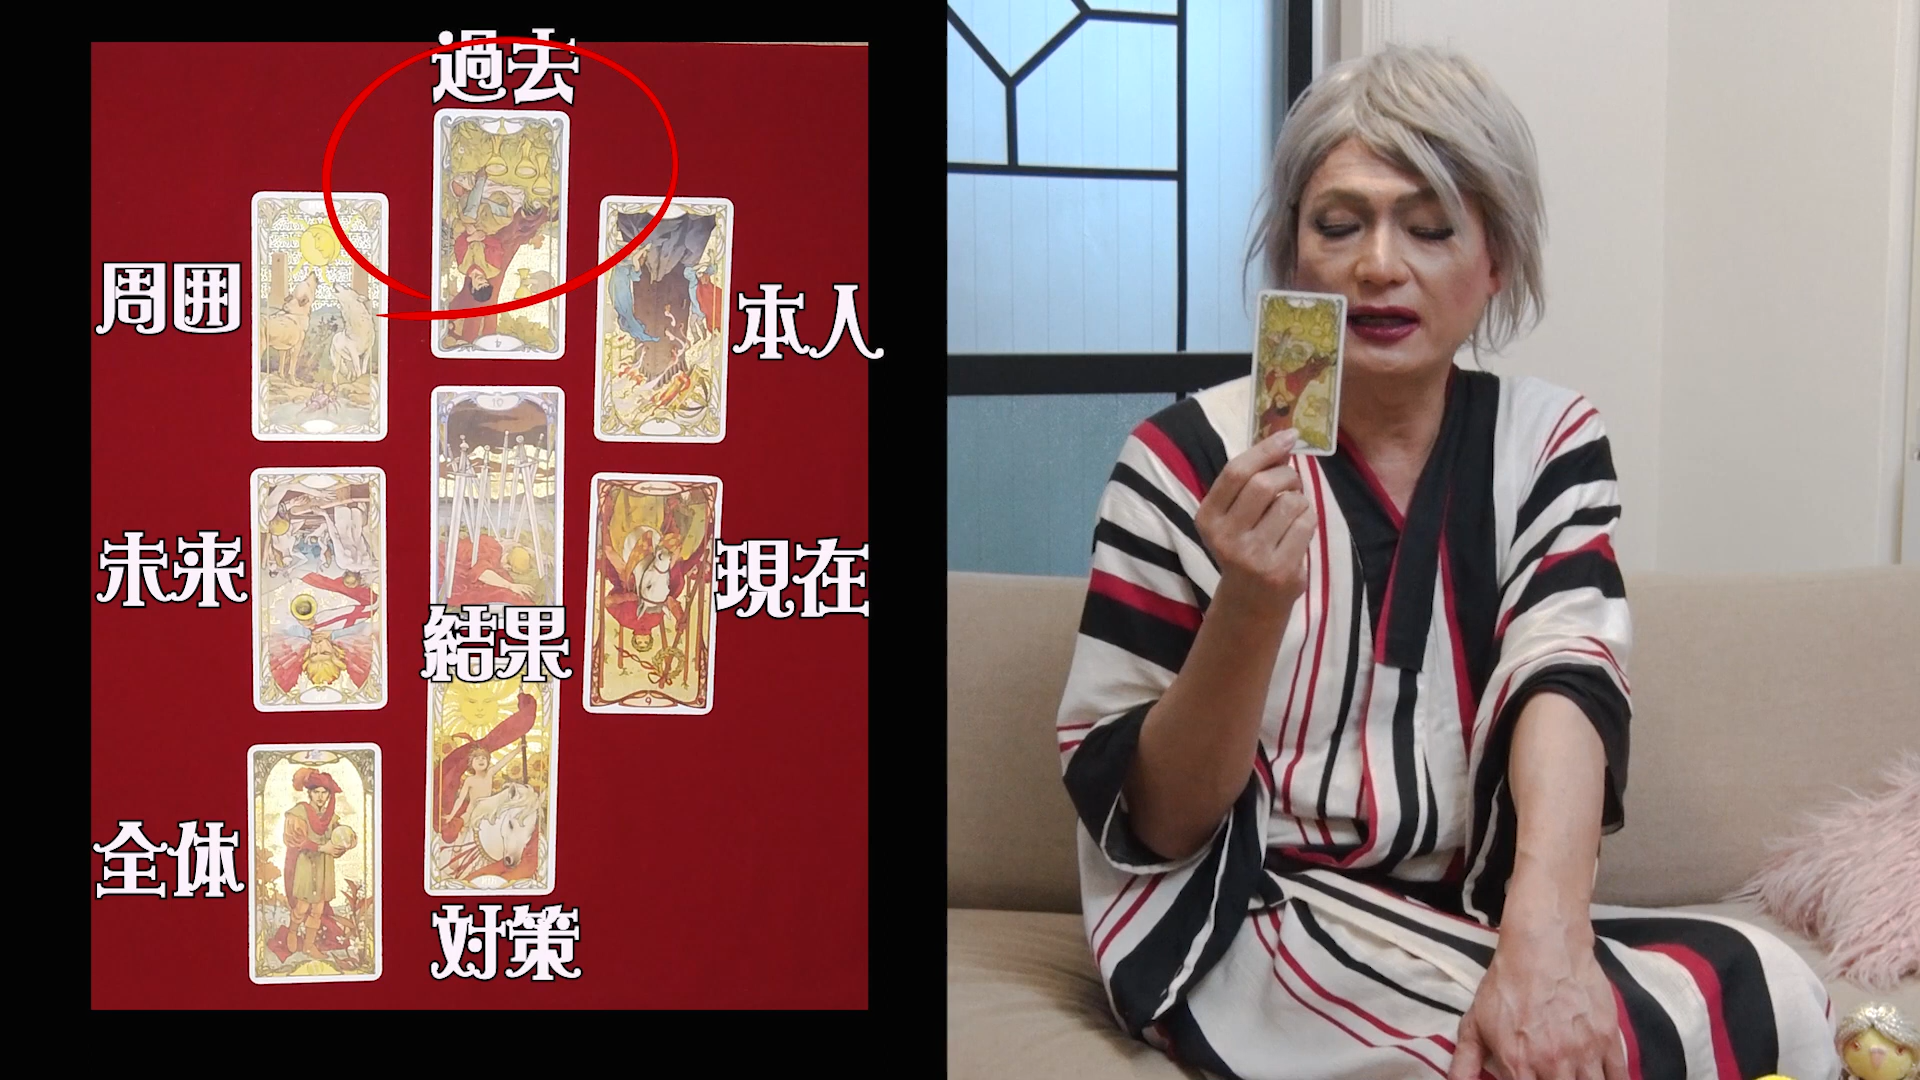 過去
周囲
本人
未来
現在
結果
全体
対策